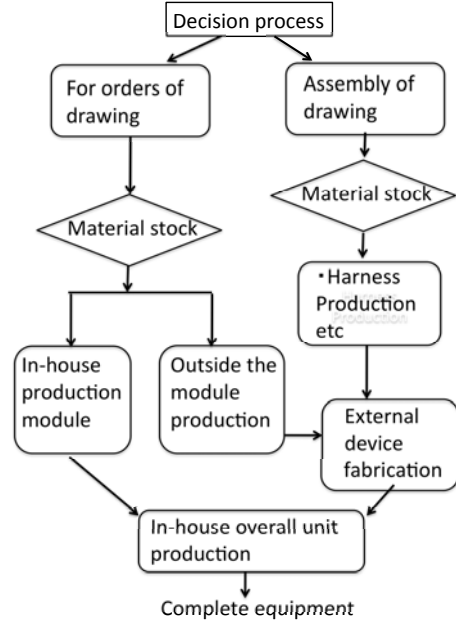 Decision process
For orders of
drawing
Assembly of
drawing
Material stock
Material stock
・Harness
Production
etc
In-house
production
module
Outside the
module
production
External
device
fabrication
In-house overall unit
production
Complete equipment